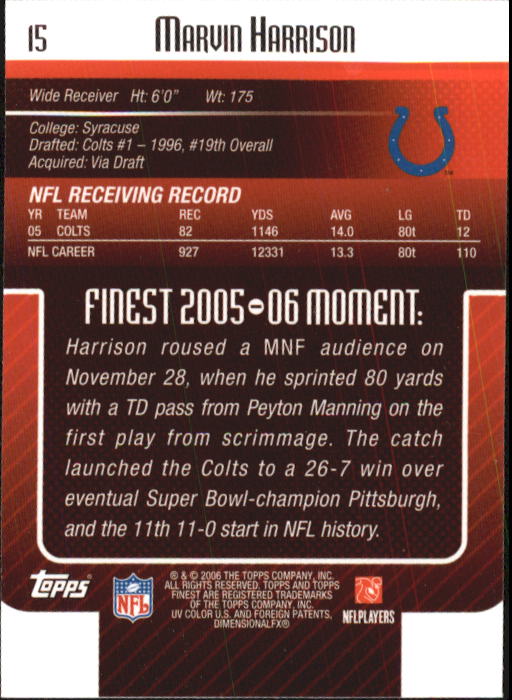 15
MARVIN HARRISON
Wide Receiver Ht: 6'0" Wt: 175
College: Syracuse
Drafted: Colts #1 – 1996, #19th Overall
Acquired: Via Draft
NFL RECEIVING RECORD
YR TEAM REC YDS AVG LG TD
05 COLTS 82 1146 14.0 80t 12
NFL CAREER 927 12331 13.3 80t 110
FINEST 2005-06 MOMENT:
Harrison roused a MNF audience on
November 28, when he sprinted 80 yards
with a TD pass from Peyton Manning on the
first play from scrimmage. The catch
launched the Colts to a 26-7 win over
eventual Super Bowl-champion Pittsburgh,
and the 11th 11-0 start in NFL history.
topps®
NFL
® & © 2006 THE TOPPS COMPANY, INC.
ALL RIGHTS RESERVED. TOPPS AND TOPPS
FINEST ARE REGISTERED TRADEMARKS
OF THE TOPPS COMPANY, INC.
UV COLOR U.S. AND FOREIGN PATENTS,
DIMENSIONALFX®
NFLPLAYERS